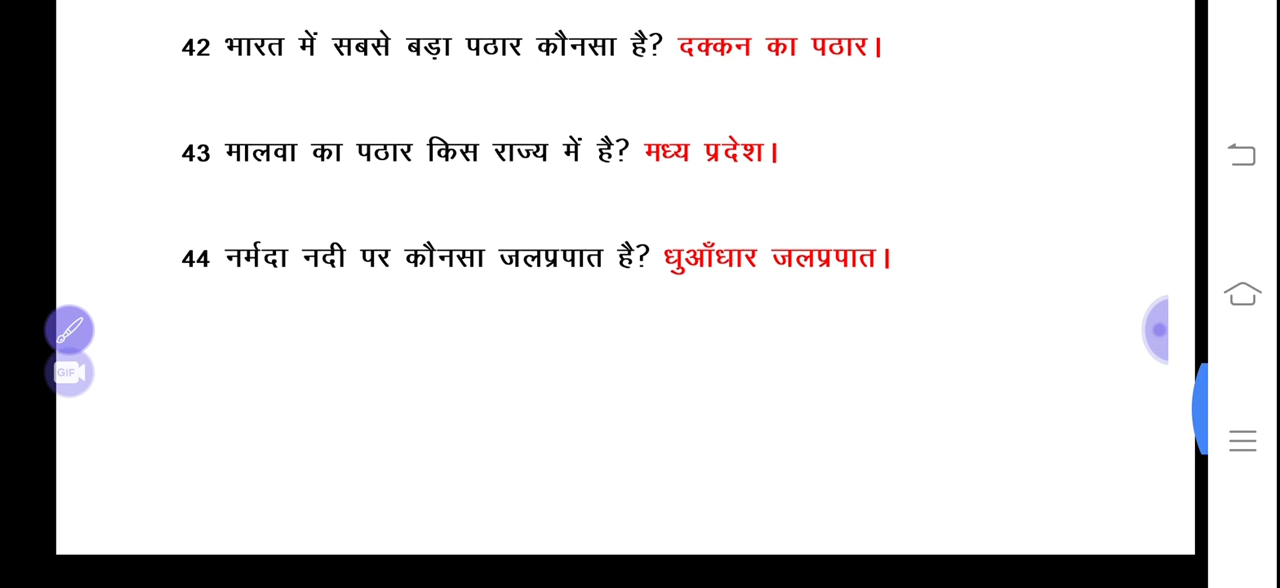 42 भारत में सबसे बड़ा पठार कौनसा है? दक्कन का पठार।
43 मालवा का पठार किस राज्य में है? मध्य प्रदेश।
44 नर्मदा नदी पर कौनसा जलप्रपात है? धुआँधार जलप्रपात।
GIF